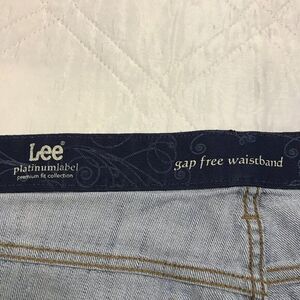 Lee®
platinumlabel
premium fit collection
gap free waistband